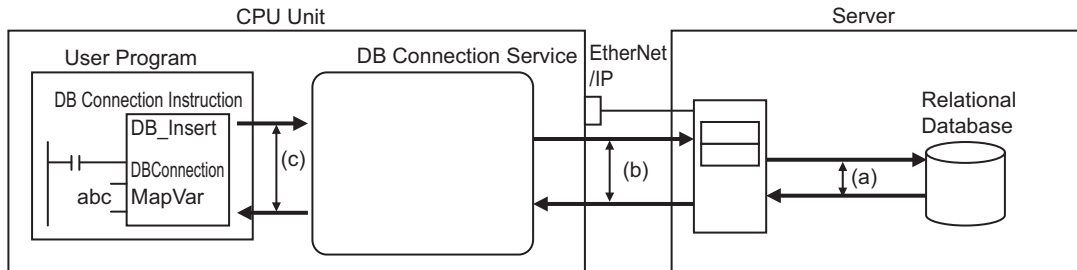 CPU Unit
Server
User Program
DB Connection Service
EtherNet
/IP
DB Connection Instruction
DB_Insert
DBConnection
abc
MapVar
(c)
(b)
(a)
Relational
Database